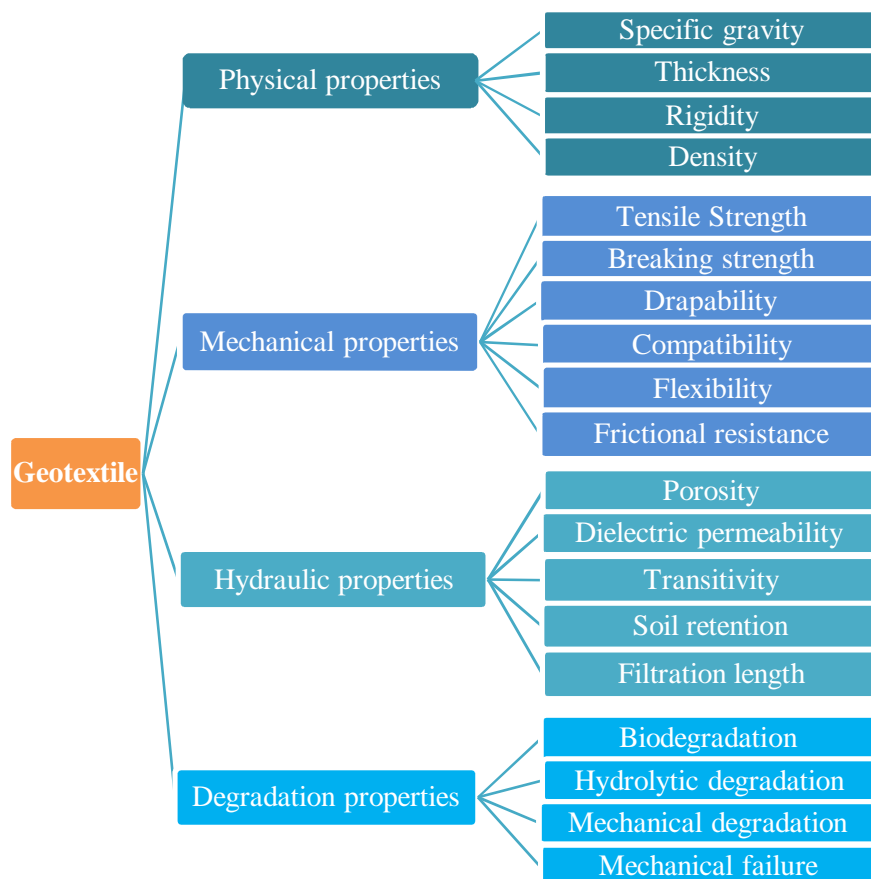 Geotextile
Physical properties
Specific gravity
Thickness
Rigidity
Density
Mechanical properties
Tensile Strength
Breaking strength
Drapability
Compatibility
Flexibility
Frictional resistance
Hydraulic properties
Porosity
Dielectric permeability
Transitivity
Soil retention
Filtration length
Degradation properties
Biodegradation
Hydrolytic degradation
Mechanical degradation
Mechanical failure